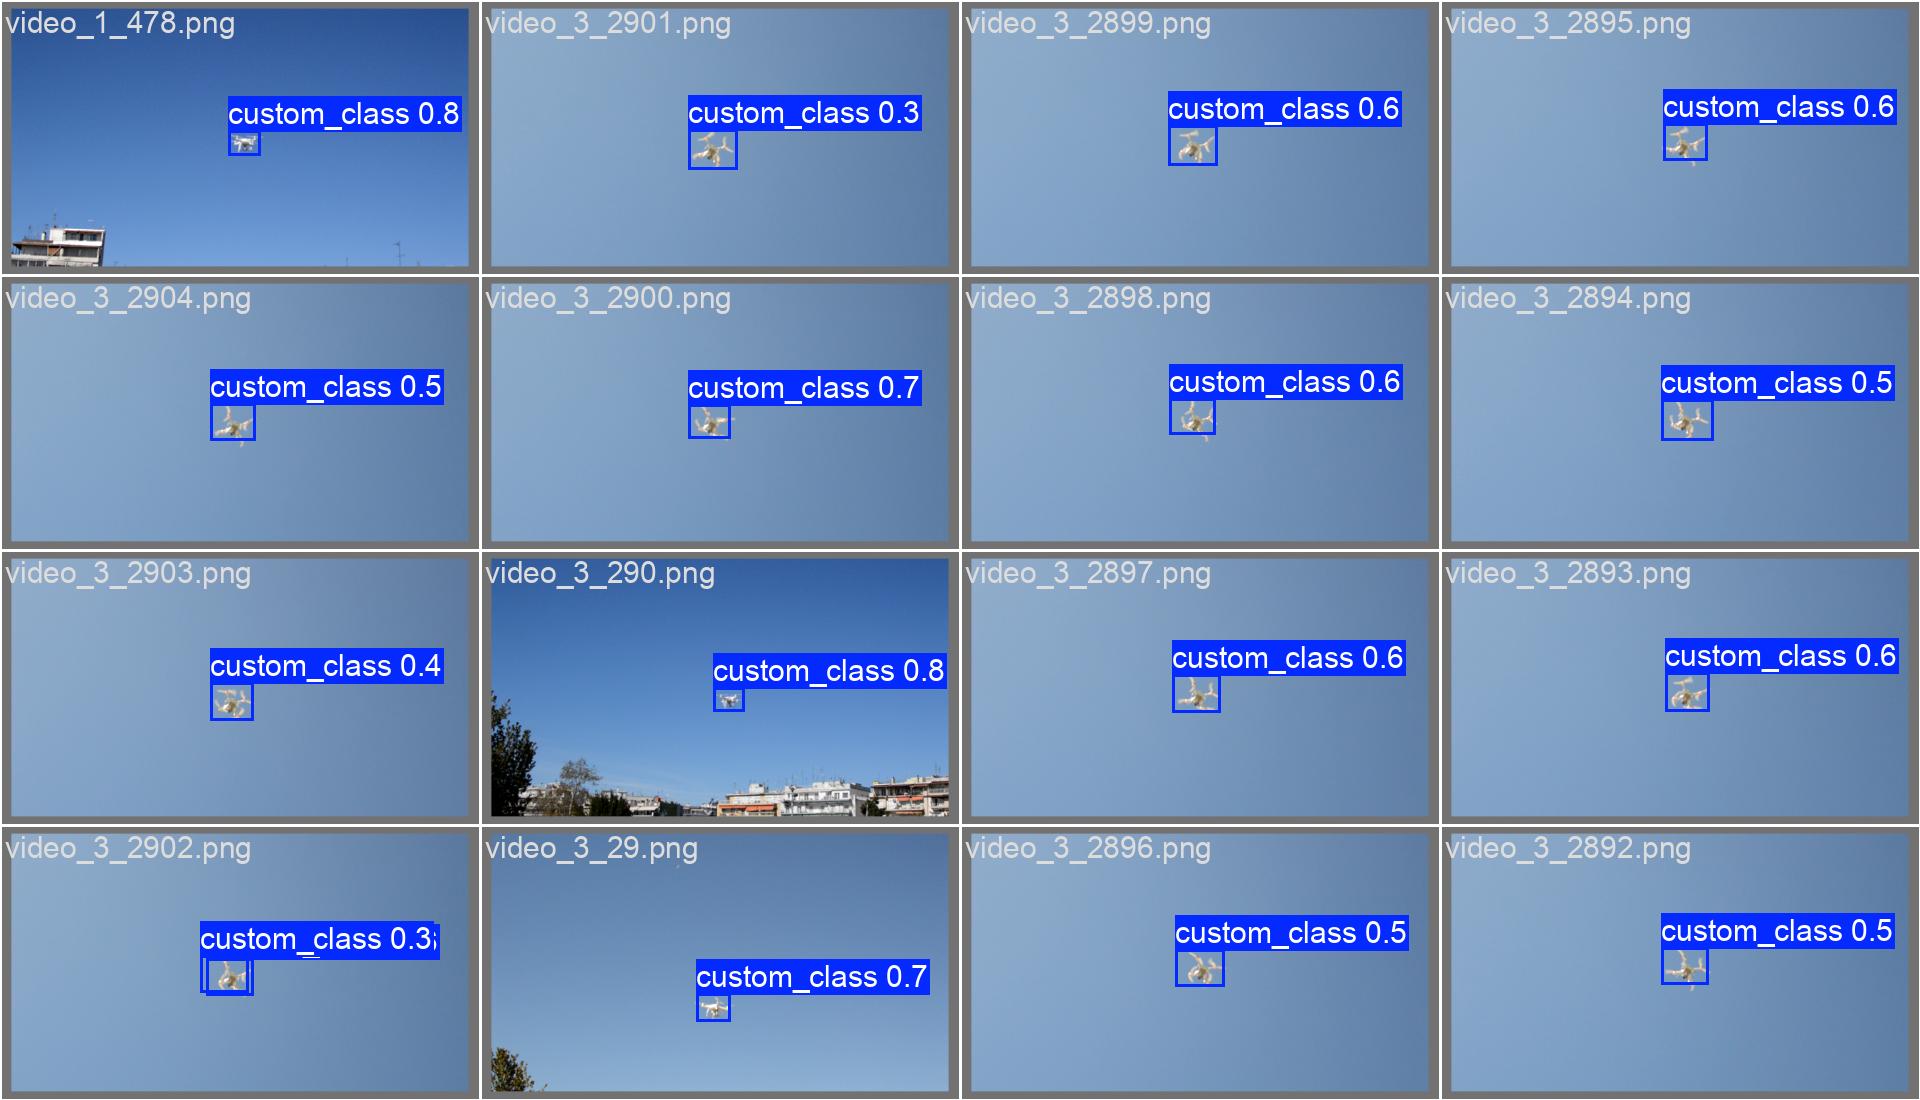 video_1_478.png
custom_class 0.8
video_3_2901.png
custom_class 0.3
video_3_2899.png
custom_class 0.6
video_3_2895.png
custom_class 0.6
video_3_2904.png
custom_class 0.5
video_3_2900.png
custom_class 0.7
video_3_2898.png
custom_class 0.6
video_3_2894.png
custom_class 0.5
video_3_2903.png
custom_class 0.4
video_3_290.png
custom_class 0.8
video_3_2897.png
custom_class 0.6
video_3_2893.png
custom_class 0.6
video_3_2902.png
custom_class 0.3
video_3_29.png
custom_class 0.7
video_3_2896.png
custom_class 0.5
video_3_2892.png
custom_class 0.5